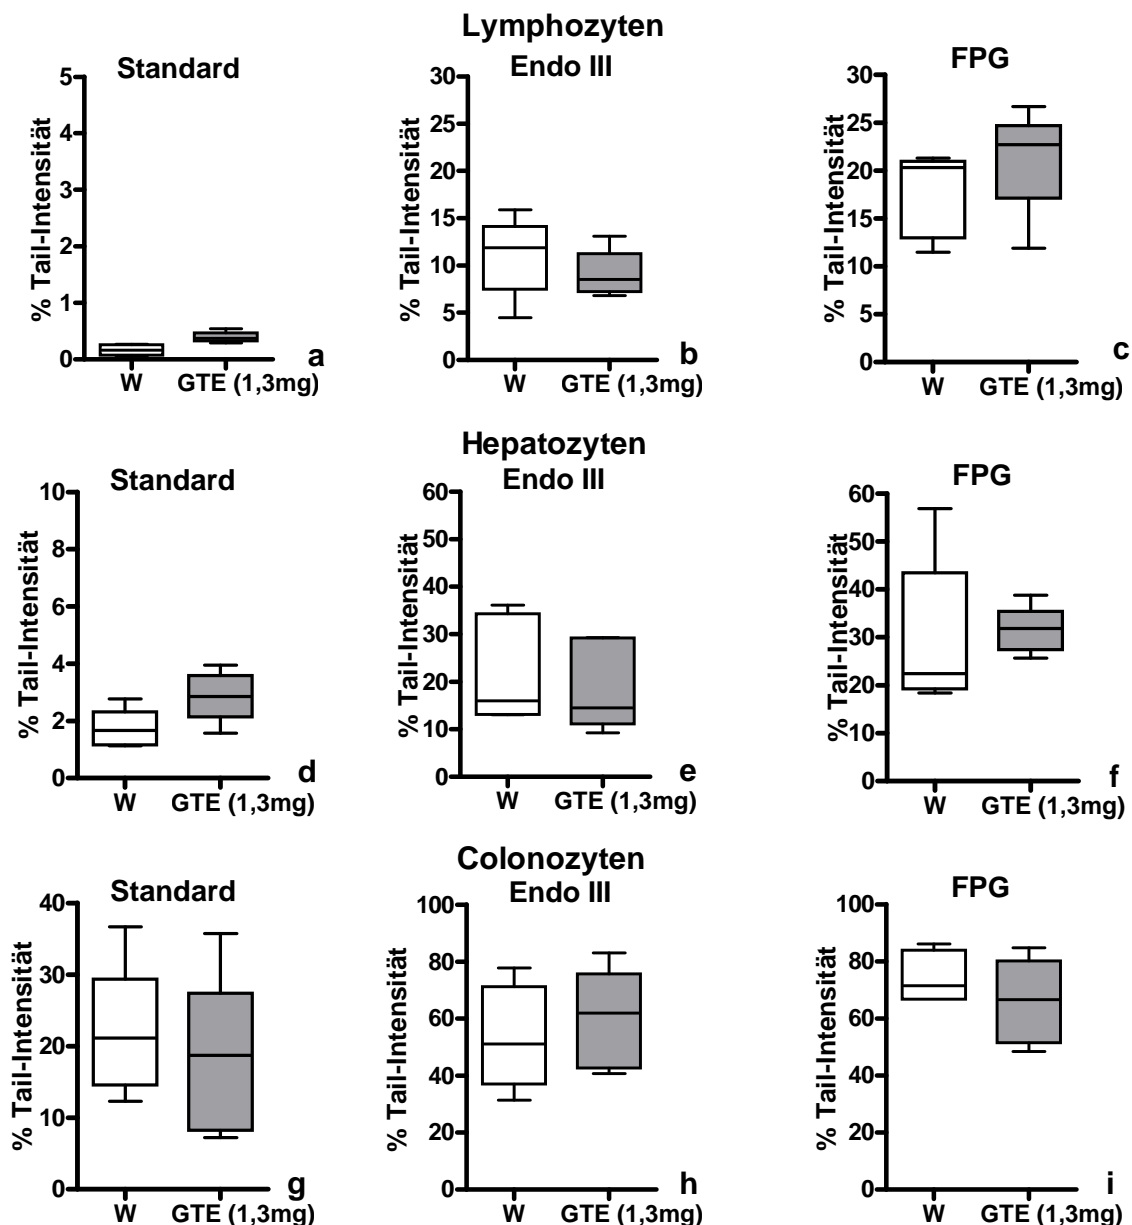 Lymphozyten
Standard
Endo III
FPG
% Tail-Intensität
5
4
3
2
1
0
W
GTE (1,3mg)
a
% Tail-Intensität
30
25
20
15
10
5
0
W
GTE (1,3mg)
b
% Tail-Intensität
30
25
20
15
10
5
0
W
GTE (1,3mg)
c
Hepatozyten
Standard
Endo III
FPG
% Tail-Intensität
10
8
6
4
2
0
W
GTE (1,3mg)
d
% Tail-Intensität
60
50
40
30
20
10
0
W
GTE (1,3mg)
e
% Tail-Intensität
60
50
40
30
20
10
0
W
GTE (1,3mg)
f
Colonozyten
Standard
Endo III
FPG
% Tail-Intensität
40
30
20
10
0
W
GTE (1,3mg)
g
% Tail-Intensität
100
80
60
40
20
0
W
GTE (1,3mg)
h
% Tail-Intensität
100
80
60
40
20
0
W
GTE (1,3mg)
i